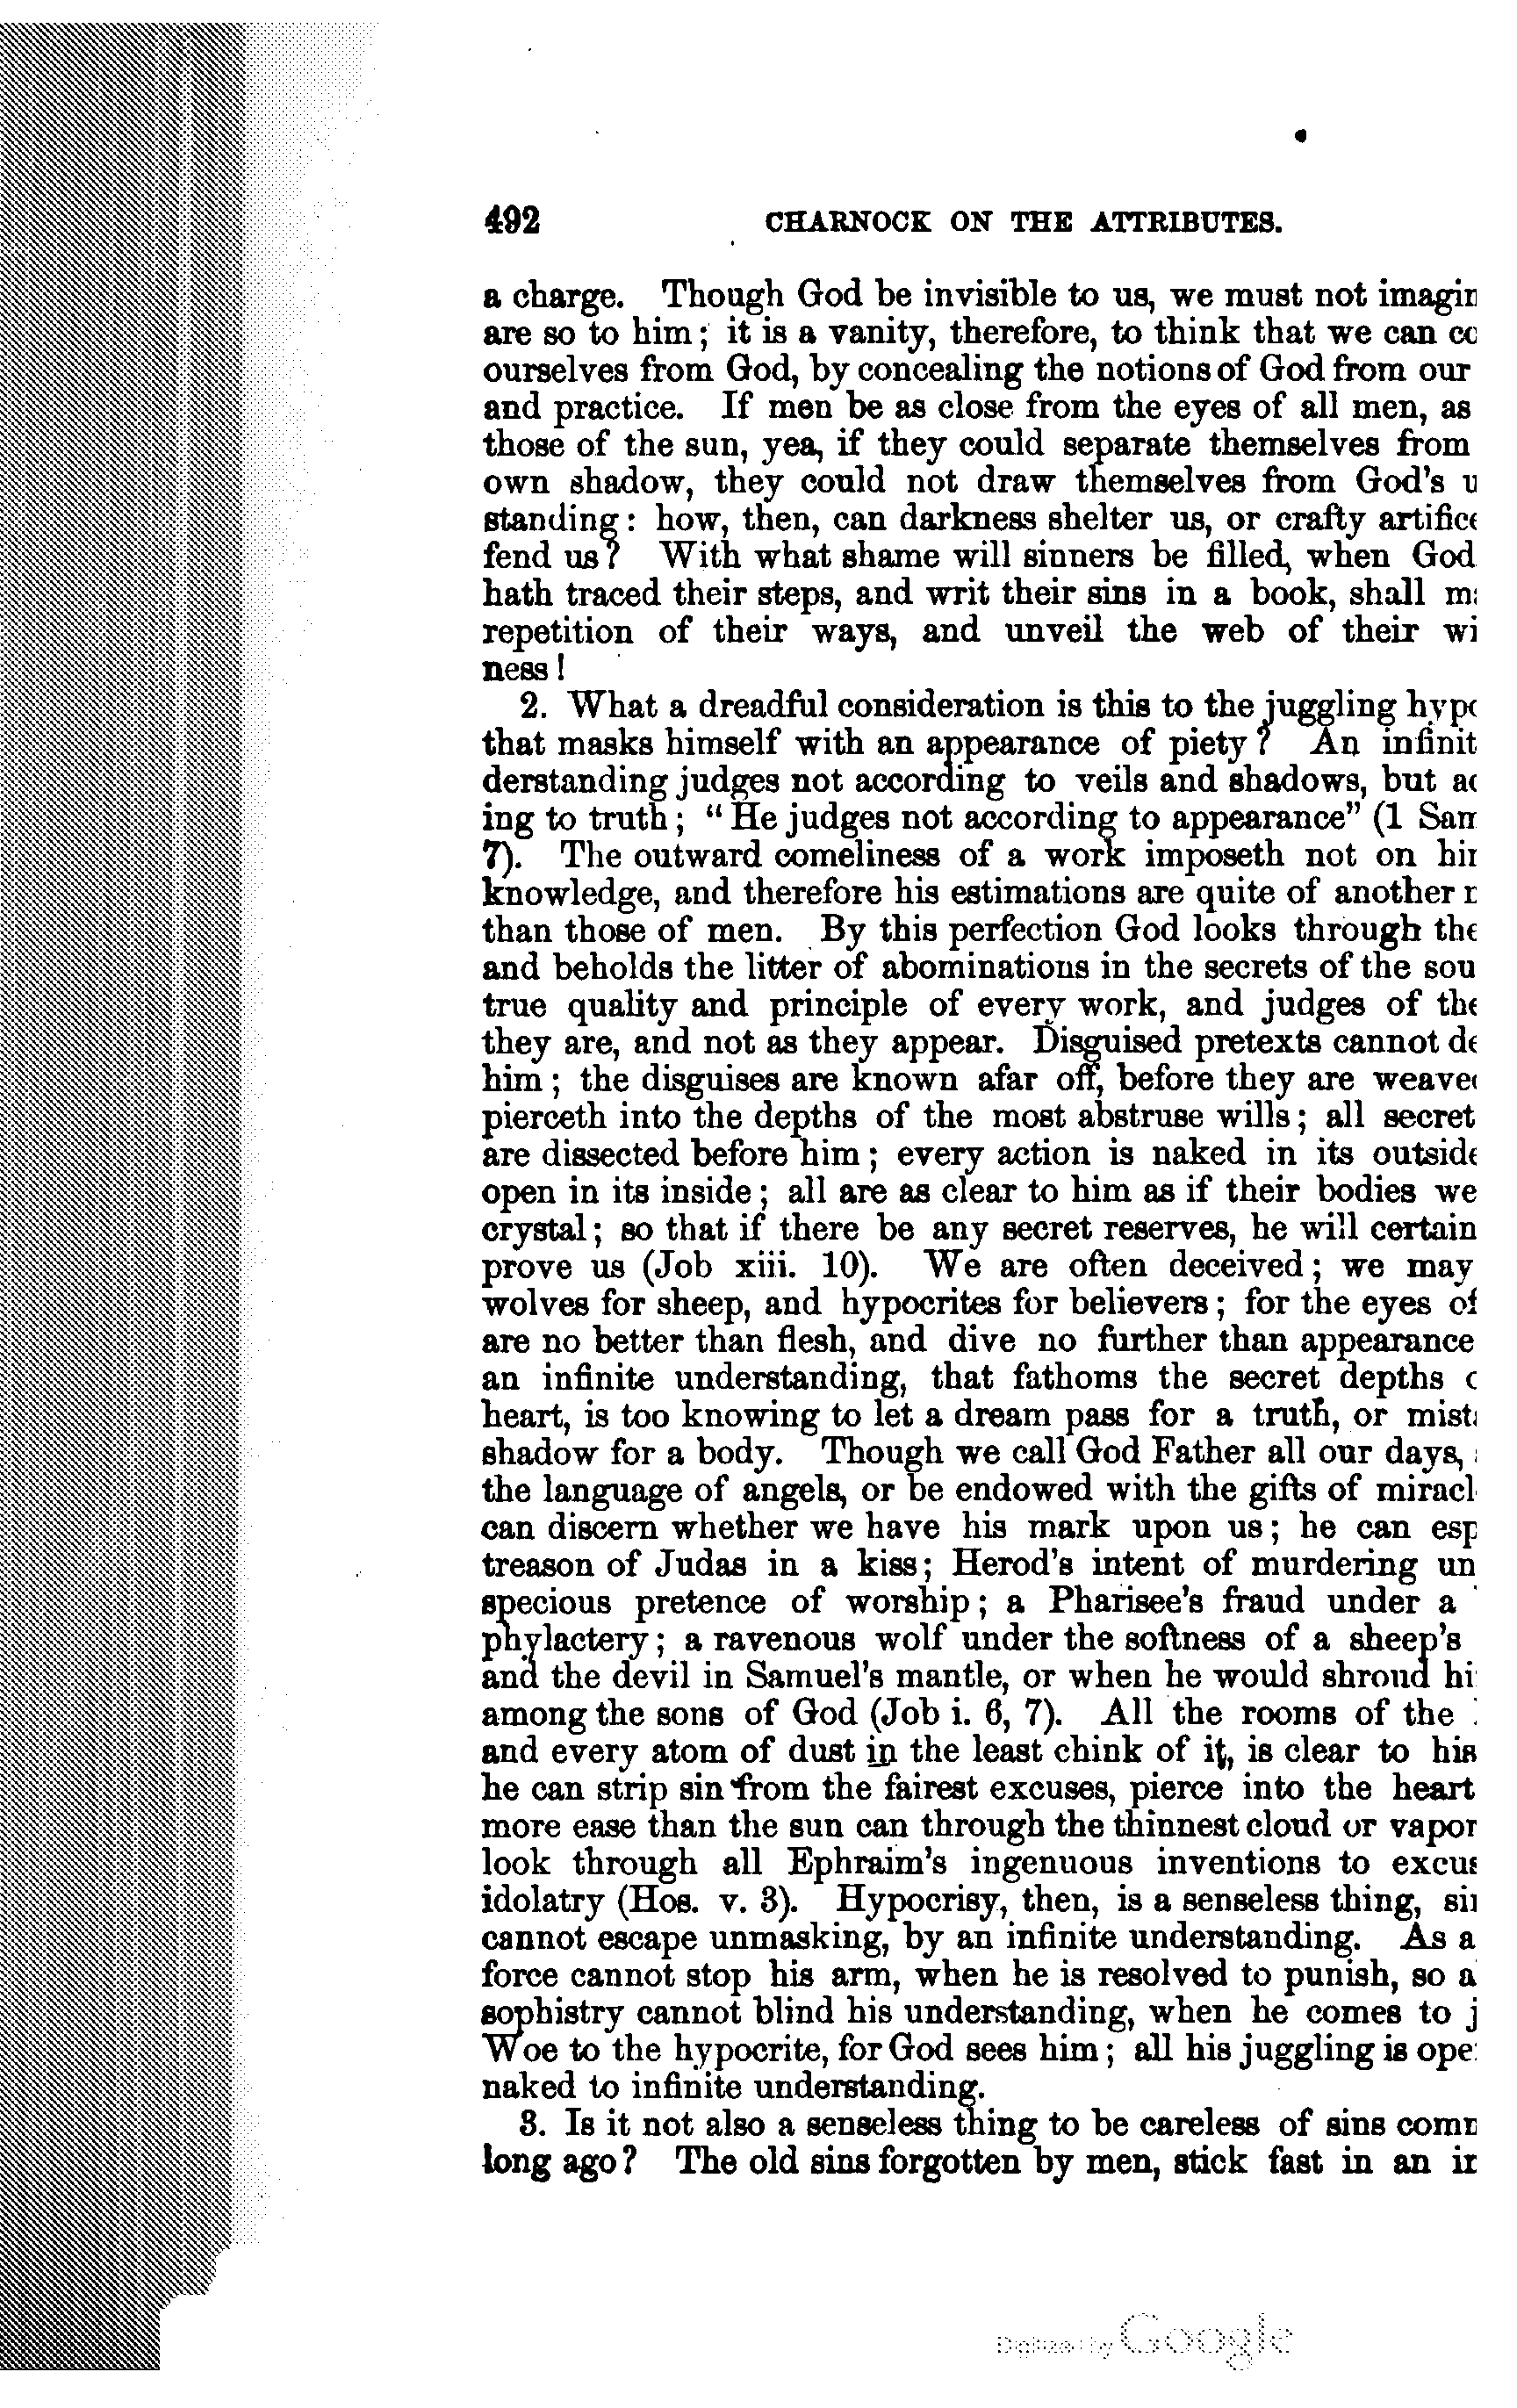 492 CHARNOCK ON THE ATTRIBUTES.
a charge. Though God be invisible to us, we must not imagin
are so to him; it is a vanity, therefore, to think that we can co
ourselves from God, by concealing the notions of God from our
and practice. If men be as close from the eyes of all men, as
those of the sun, yea, if they could separate themselves from
own shadow, they could not draw themselves from God's u
standing: how, then, can darkness shelter us, or crafty artifice
fend us? With what shame will sinners be filled, when God
hath traced their steps, and writ their sins in a book, shall ma
repetition of their ways, and unveil the web of their wi
ness!
2. What a dreadful consideration is this to the juggling hypo
that masks himself with an appearance of piety? An infinit
derstanding judges not according to veils and shadows, but ac
ing to truth; "He judges not according to appearance" (1 Sam
7). The outward comeliness of a work imposeth not on him
knowledge, and therefore his estimations are quite of another
than those of men. By this perfection God looks through the
and beholds the litter of abominations in the secrets of the sou
true quality and principle of every work, and judges of the
they are, and not as they appear. Disguised pretexts cannot de
him; the disguises are known afar off, before they are weaved
pierceth into the depths of the most abstruse wills; all secret
are dissected before him; every action is naked in its outside
open in its inside; all are as clear to him as if their bodies we
crystal; so that if there be any secret reserves, he will certain
prove us (Job xiii. 10). We are often deceived; we may
wolves for sheep, and hypocrites for believers; for the eyes of
are no better than flesh, and dive no further than appearance
an infinite understanding, that fathoms the secret depths o
heart, is too knowing to let a dream pass for a truth, or mista
shadow for a body. Though we call God Father all our days,
the language of angels, or be endowed with the gifts of miracl
can discern whether we have his mark upon us; he can esp
treason of Judas in a kiss; Herod's intent of murdering un
specious pretence of worship; a Pharisee's fraud under a
phylactery; a ravenous wolf under the softness of a sheep's
and the devil in Samuel's mantle, or when he would shroud hi
among the sons of God (Job i. 6, 7). All the rooms of the
and every atom of dust in the least chink of it, is clear to his
he can strip sin from the fairest excuses, pierce into the heart
more ease than the sun can through the thinnest cloud or vapor
look through all Ephraim's ingenuous inventions to excus
idolatry (Hos. v. 3). Hypocrisy, then, is a senseless thing, sin
cannot escape unmasking, by an infinite understanding. As a
force cannot stop his arm, when he is resolved to punish, so a
sophistry cannot blind his understanding, when he comes to j
Woe to the hypocrite, for God sees him; all his juggling is ope
naked to infinite understanding.
3. Is it not also a senseless thing to be careless of sins comm
long ago? The old sins forgotten by men, stick fast in an in
Digitized by Google